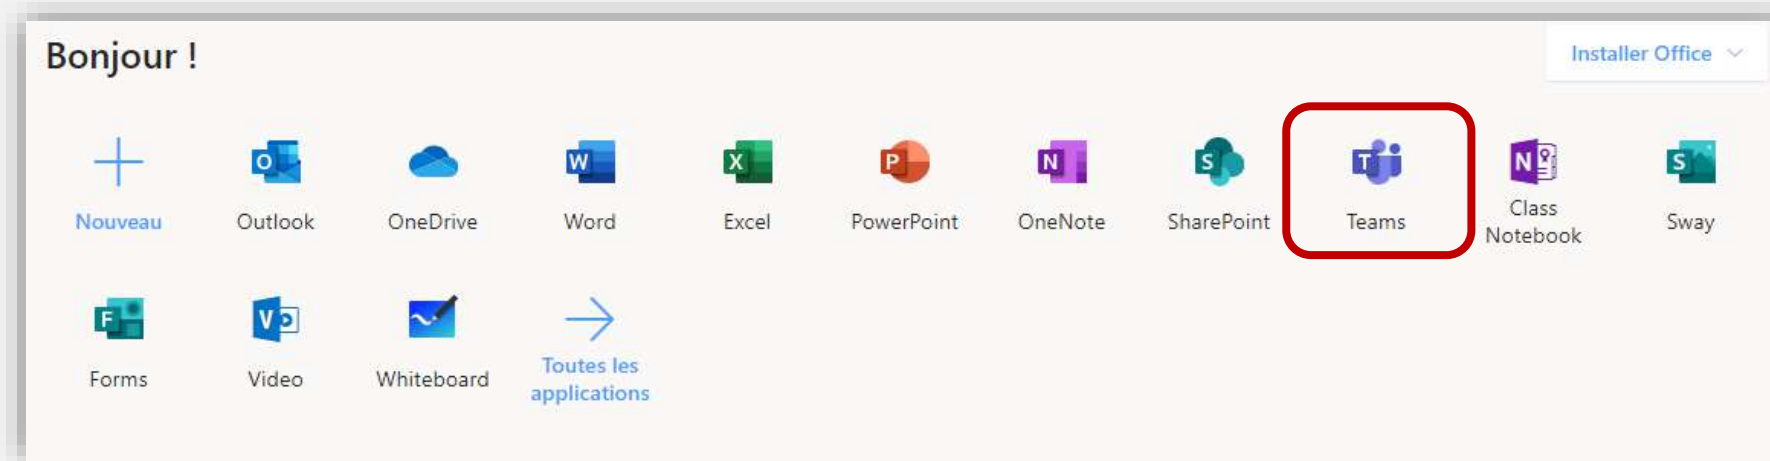 Bonjour !
Installer Office
Nouveau
Outlook
OneDrive
Word
Excel
PowerPoint
OneNote
SharePoint
Teams
Class
Notebook
Sway
Forms
Video
Whiteboard
Toutes les
applications